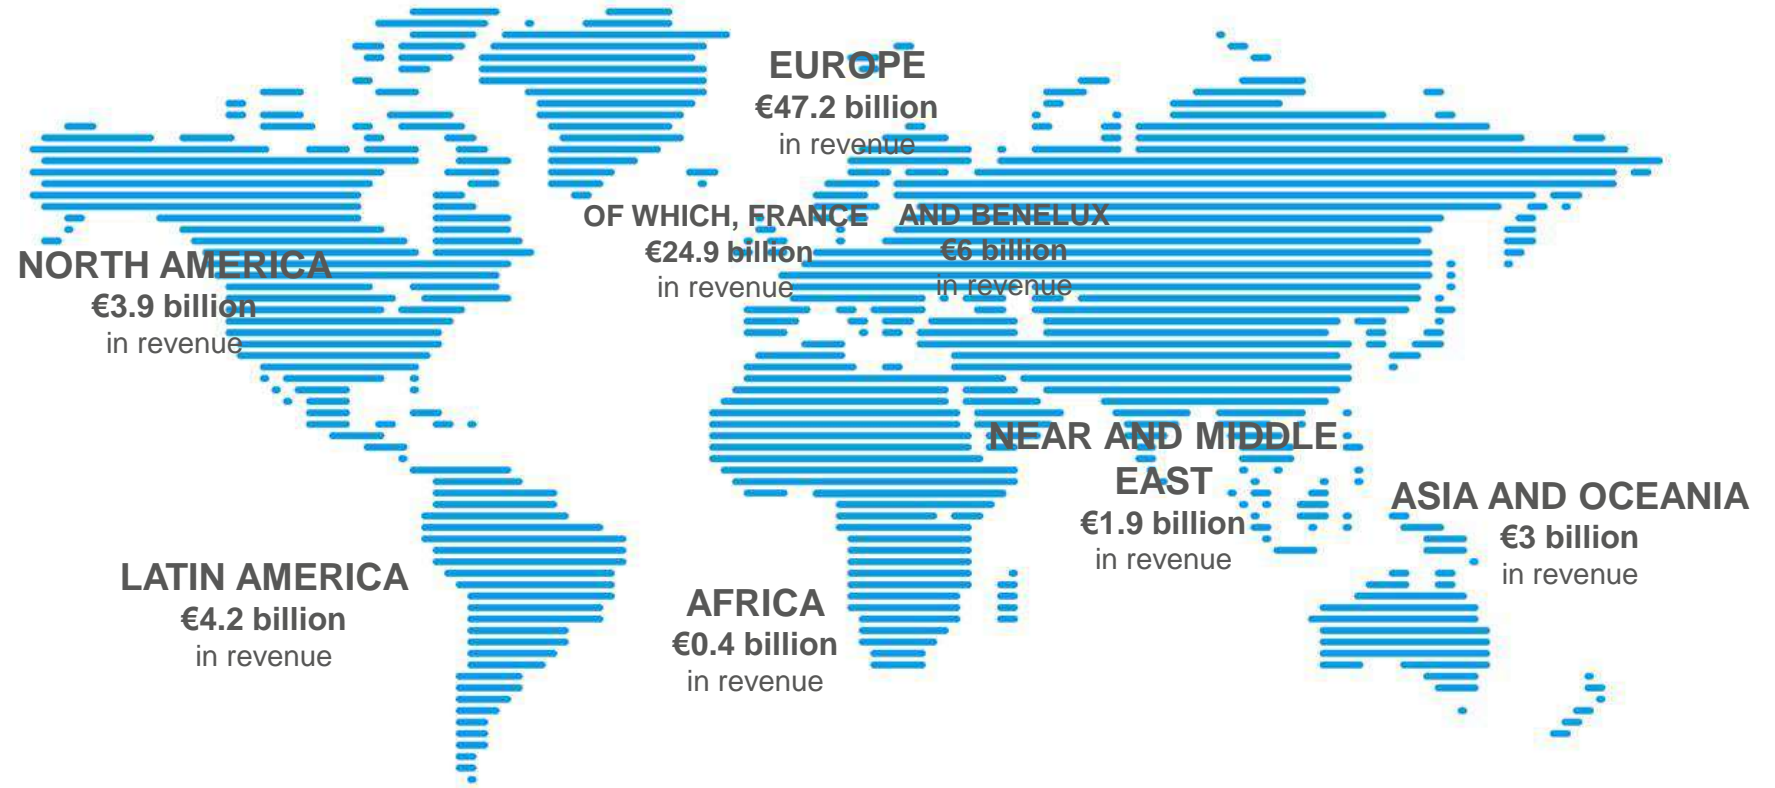 EUROPE
€47.2 billion
in revenue
OF WHICH, FRANCE
€24.9 billion
in revenue
AND BENELUX
€6 billion
in revenue
NORTH AMERICA
€3.9 billion
in revenue
NEAR AND MIDDLE
EAST
€1.9 billion
in revenue
ASIA AND OCEANIA
€3 billion
in revenue
LATIN AMERICA
€4.2 billion
in revenue
AFRICA
€0.4 billion
in revenue